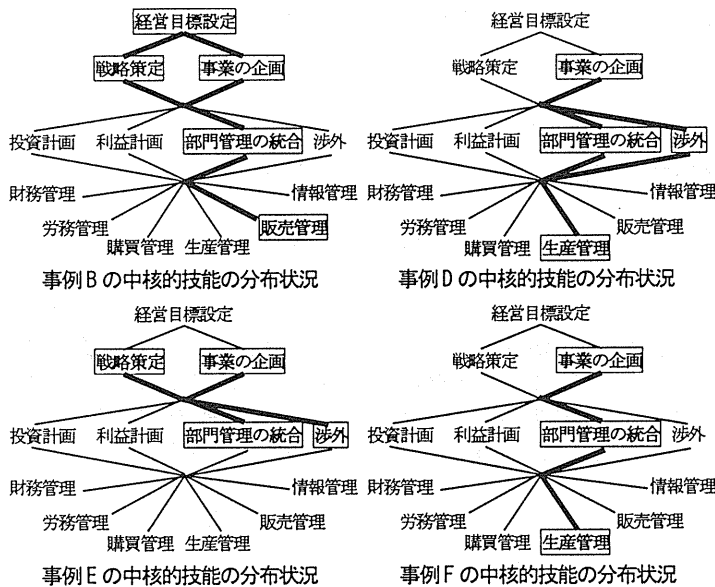 経営目標設定
戦略策定 事業の企画
投資計画 利益計画 部門管理の統合 渉外
財務管理 情報管理
労務管理 販売管理
購買管理 生産管理
事例Bの中核的技能の分布状況
経営目標設定
戦略策定 事業の企画
投資計画 利益計画 部門管理の統合 渉外
財務管理 情報管理
労務管理 販売管理
購買管理 生産管理
事例Dの中核的技能の分布状況
経営目標設定
戦略策定 事業の企画
投資計画 利益計画 部門管理の統合 渉外
財務管理 情報管理
労務管理 販売管理
購買管理 生産管理
事例Eの中核的技能の分布状況
経営目標設定
戦略策定 事業の企画
投資計画 利益計画 部門管理の統合 渉外
財務管理 情報管理
労務管理 販売管理
購買管理 生産管理
事例Fの中核的技能の分布状況